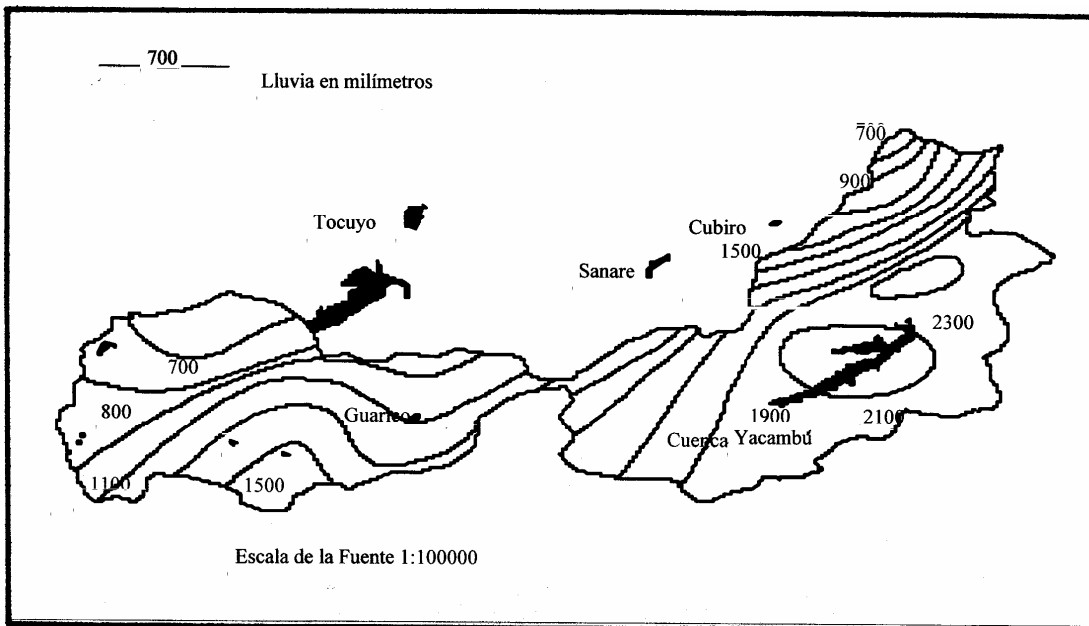 700
Lluvia en milímetros
700
900
Tocuyo
Cubiro
1500
Sanare
2300
700
800
Guarico
1900
2100
Cuenca Yacambú
1100
1500
Escala de la Fuente 1:100000